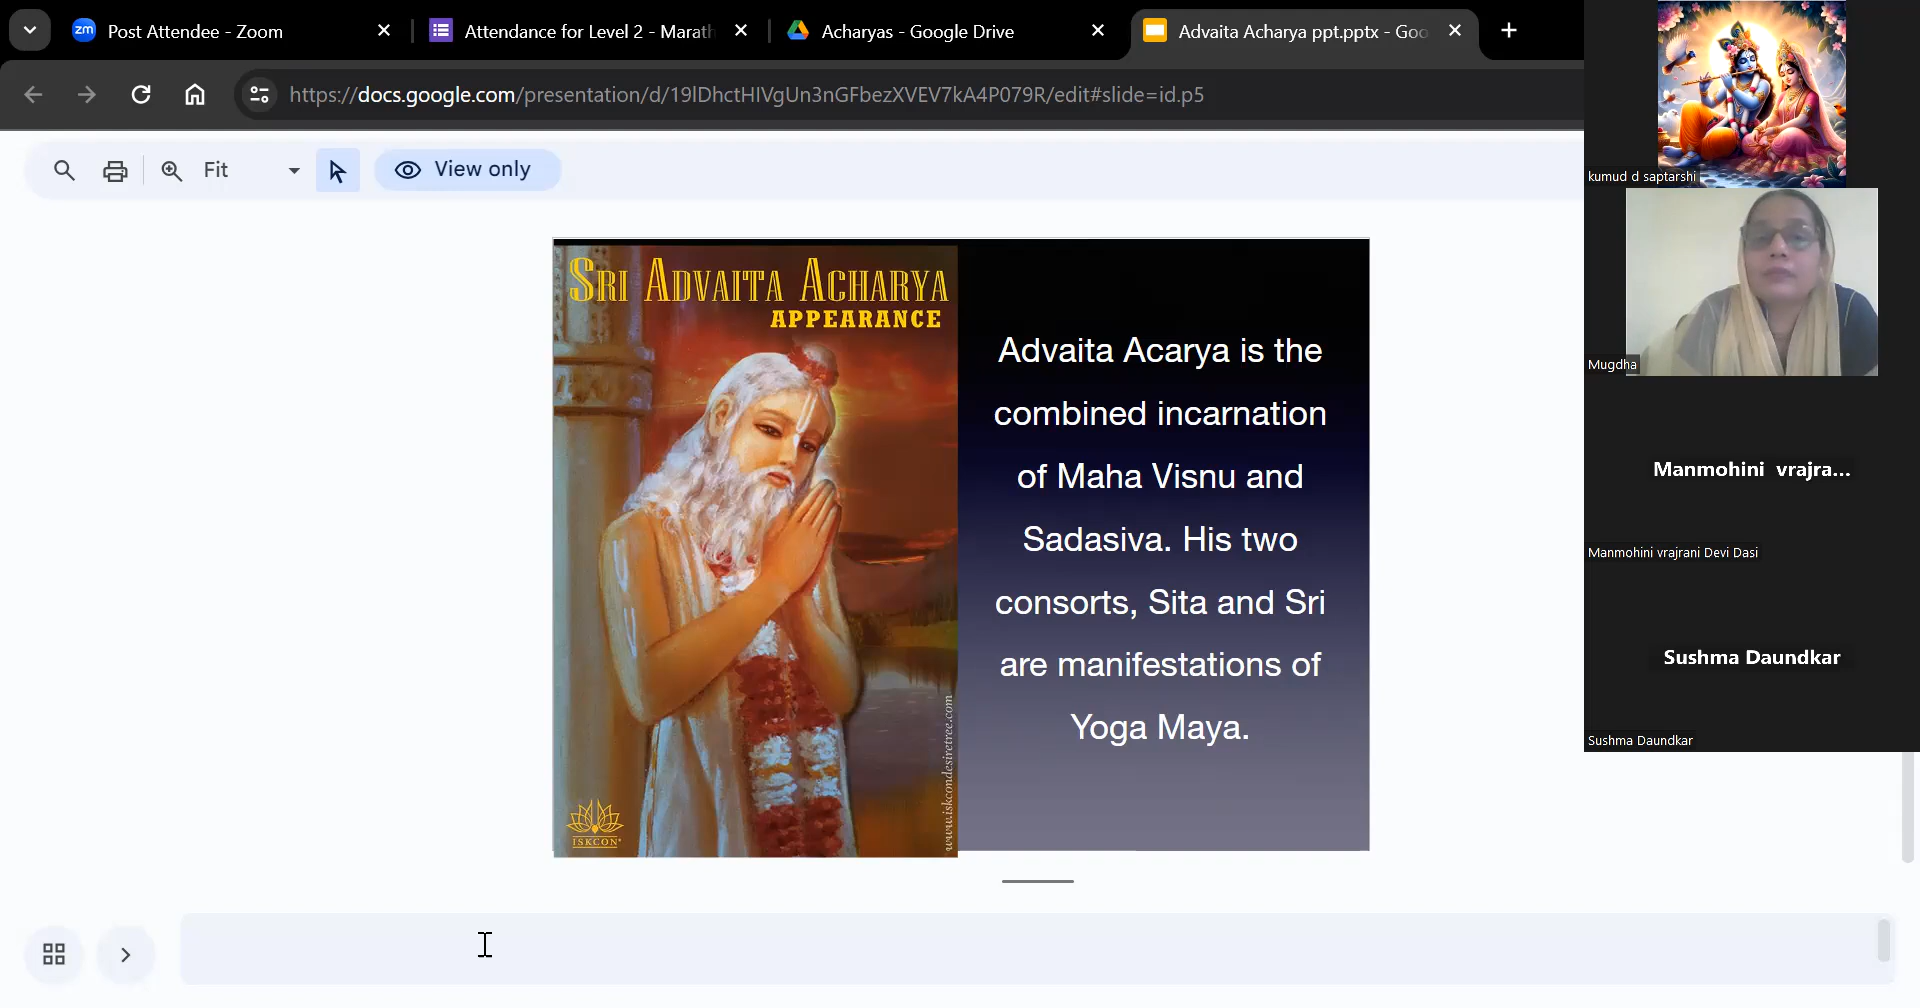 Post Attendee - Zoom
Attendance for Level 2 - Marath
Acharyas - Google Drive
Advaita Acharya ppt.pptx - Goo
https://docs.google.com/presentation/d/19IDhctHIVgUn3nGFbezXVEV7kA4P079R/edit#slide=id.p5
Fit
View only
SRI ADVAITA ACHARYA
APPEARANCE
Advaita Acarya is the
combined incarnation
of Maha Visnu and
Sadasiva. His two
consorts, Sita and Sri
are manifestations of
Yoga Maya.
www.iskcondesiretree.com
ISKCON
kumud d saptarshi
Mugdha
Manmohini vrajra...
Manmohini vrajrani Devi Dasi
Sushma Daundkar
Sushma Daundkar